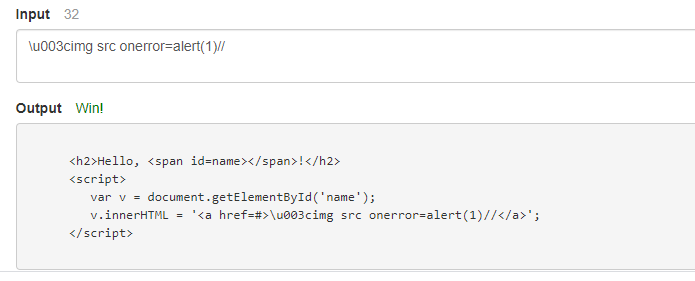 Input 32
\u003cimg src onerror=alert(1)//
Output Win!
<h2>Hello, <span id=name></span>!</h2>
<script>
var v = document.getElementById('name');
v.innerHTML = '<a href=#>\u003cimg src onerror=alert(1)//</a>';
</script>